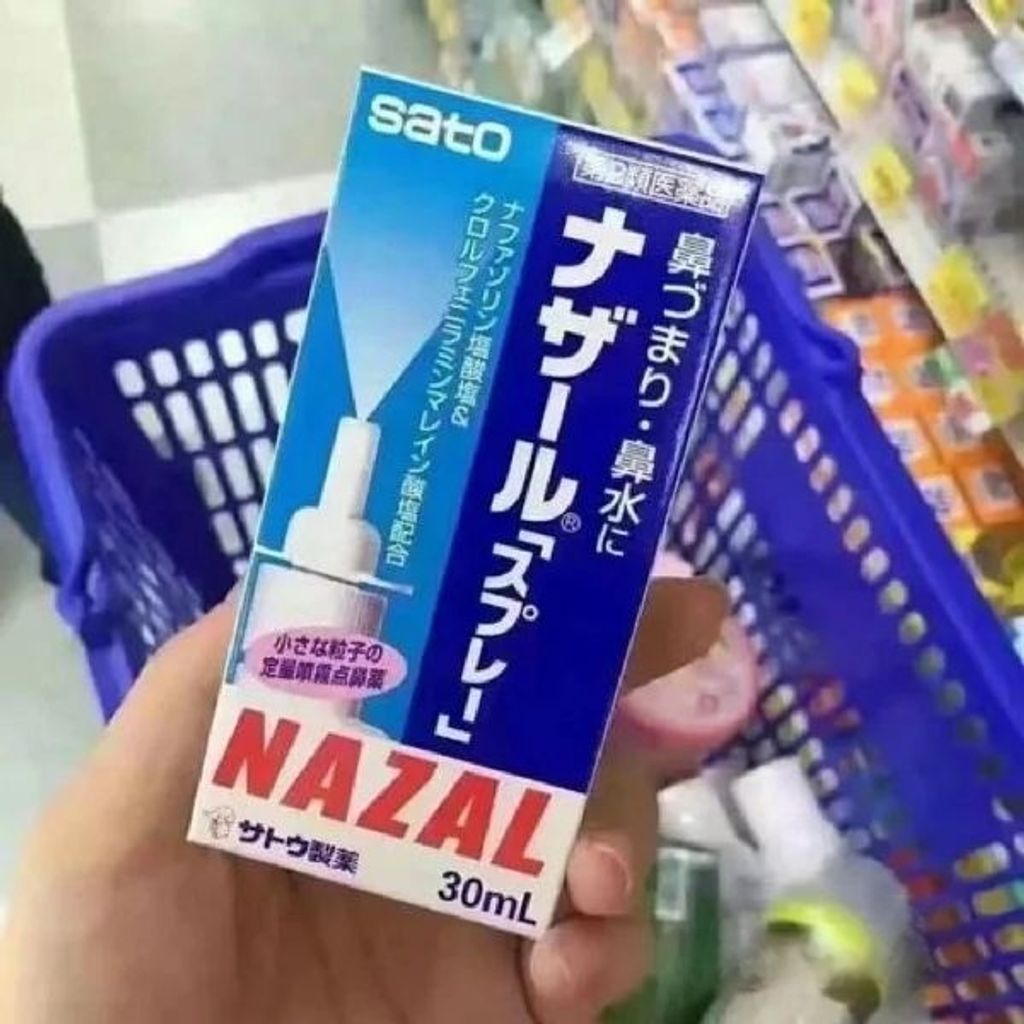 sato
第2類医薬品
鼻づまり・鼻水に
ナザール®「スプレー」
ナファゾリン塩酸塩&
クロルフェニラミンマレイン酸塩配合
小さな粒子の
定量噴霧点鼻薬
NAZAL
サトウ製薬
30mL